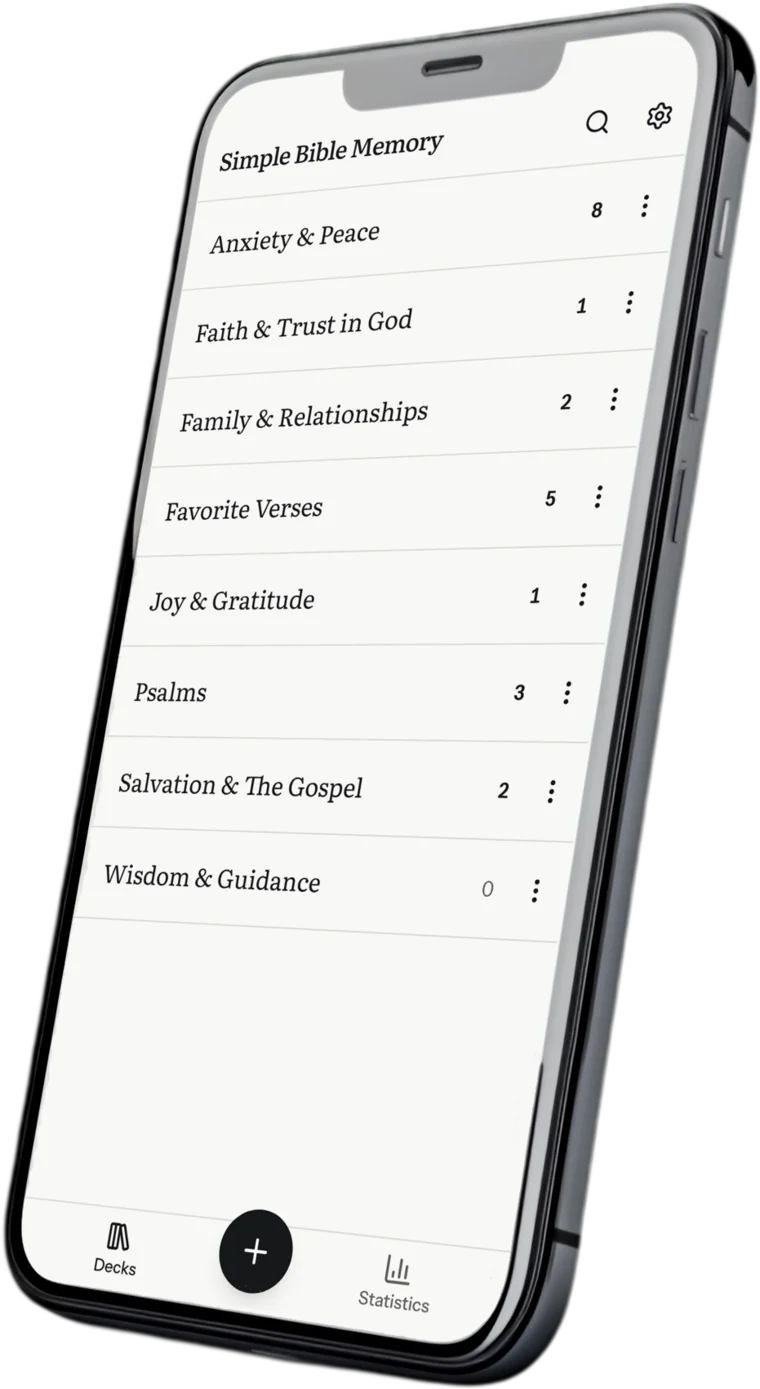 Simple Bible Memory
Anxiety & Peace 8
Faith & Trust in God 1
Family & Relationships 2
Favorite Verses 5
Joy & Gratitude 1
Psalms 3
Salvation & The Gospel 2
Wisdom & Guidance 0
Decks
Statistics